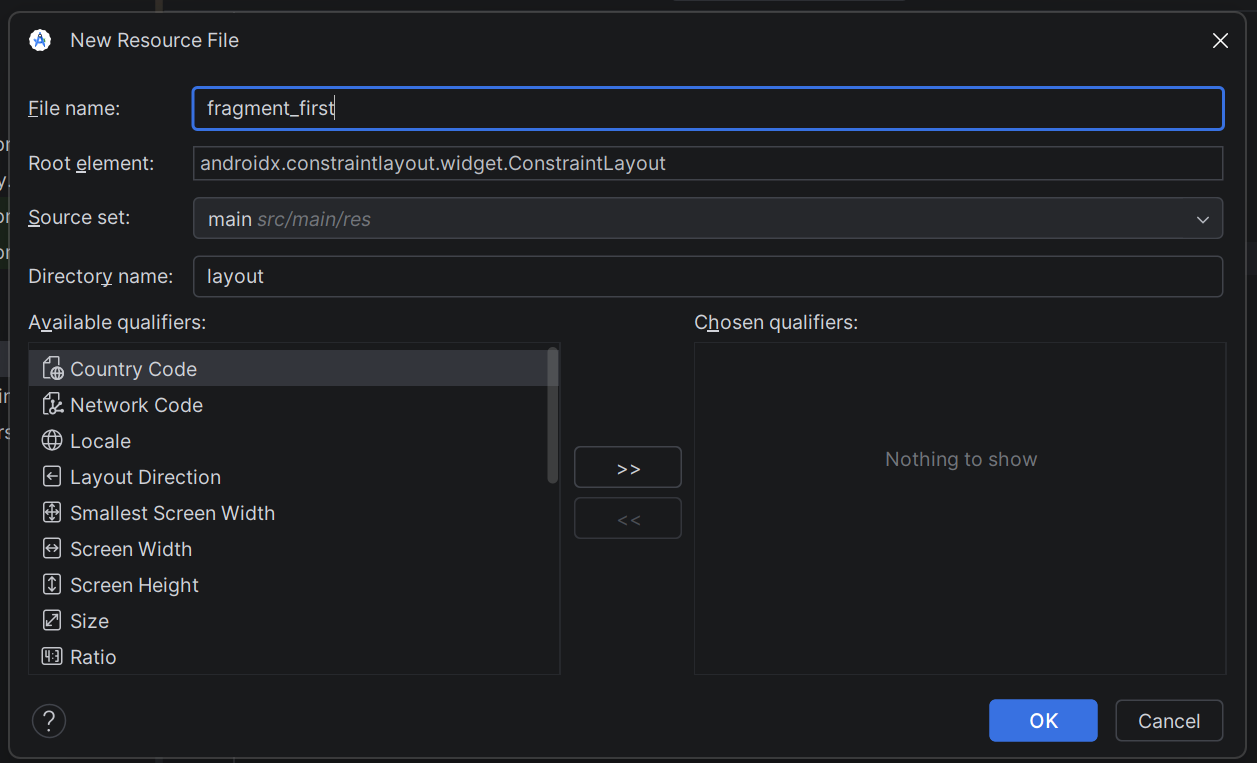 New Resource File
File name: fragment_first
Root element: androidx.constraintlayout.widget.ConstraintLayout
Source set: main src/main/res
Directory name: layout
Available qualifiers:
Country Code
Network Code
Locale
Layout Direction
Smallest Screen Width
Screen Width
Screen Height
Size
4:3 Ratio
>>
<<
Chosen qualifiers:
Nothing to show
?
OK
Cancel